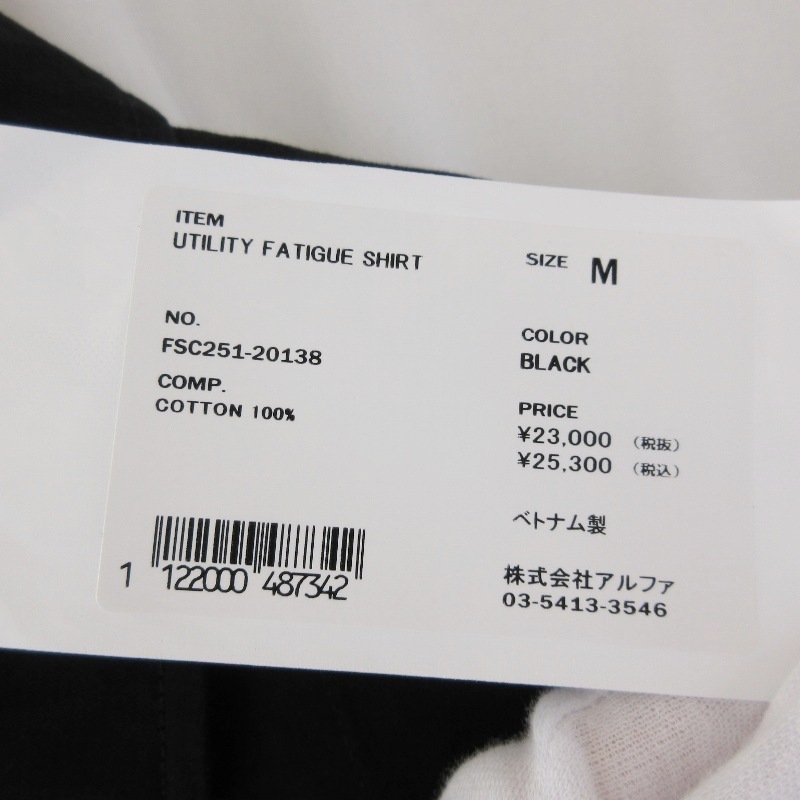 ITEM
UTILITY FATIGUE SHIRT
SIZE M
NO.
FSC251-20138
COMP.
COTTON 100%
COLOR
BLACK
PRICE
¥23,000 (税抜)
¥25,300 (税込)
ベトナム製
株式会社アルファ
03-5413-3546
1 122000 487342